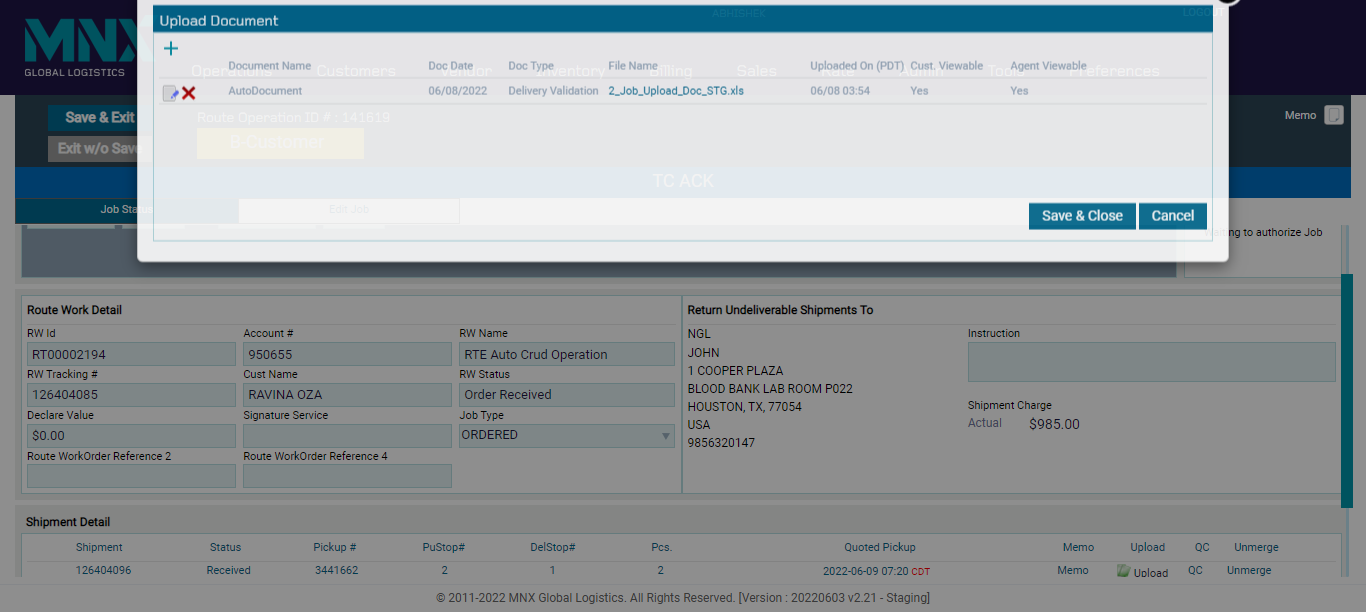 MNX
GLOBAL LOGISTICS
ABHISHEK
LOGOUT
Upload Document
Operations Customers Vendor Inventory Billing Sales Rate Admin Tools Preferences
Document Name Doc Date Doc Type File Name Uploaded On (PDT) Cust. Viewable Agent Viewable
AutoDocument 06/08/2022 Delivery Validation 2_Job_Upload_Doc_STG.xls 06/08 03:54 Yes Yes
Save & Exit
Route Operation ID # : 141819
Memo
Exit w/o Save
B-Customer
TC ACK
Job Status
Edit Job
Save & Close Cancel
to authorize Job
Route Work Detail
RW Id Account # RW Name
RT00002194 950655 RTE Auto Crud Operation
RW Tracking # Cust Name RW Status
126404085 RAVINA OZA Order Received
Declare Value Signature Service Job Type
$0.00 ORDERED
Route WorkOrder Reference 2 Route WorkOrder Reference 4
Return Undeliverable Shipments To
NGL
JOHN
1 COOPER PLAZA
BLOOD BANK LAB ROOM P022
HOUSTON, TX, 77054
USA
9856320147
Instruction
Shipment Charge
Actual $985.00
Shipment Detail
Shipment Status Pickup # PuStop# DelStop# Pcs. Quoted Pickup Memo Upload QC Unmerge
126404096 Received 3441662 2 1 2 2022-06-09 07:20 CDT Memo Upload QC Unmerge
© 2011-2022 MNX Global Logistics. All Rights Reserved. [Version : 20220603 v2.21 - Staging]